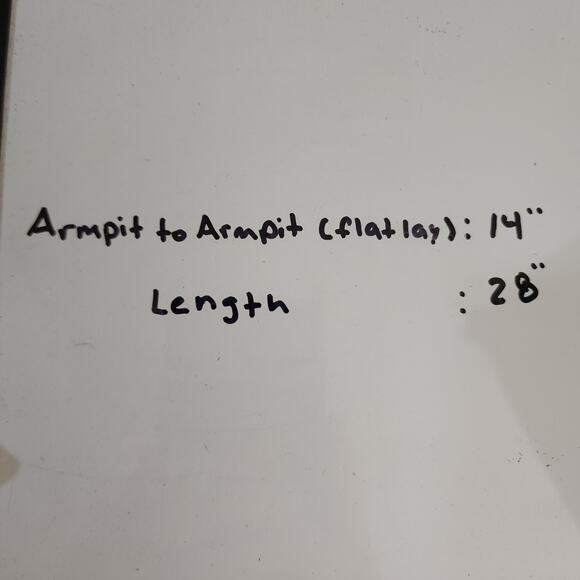 Armpit to Armpit (flat lay): 14"
Length : 28"